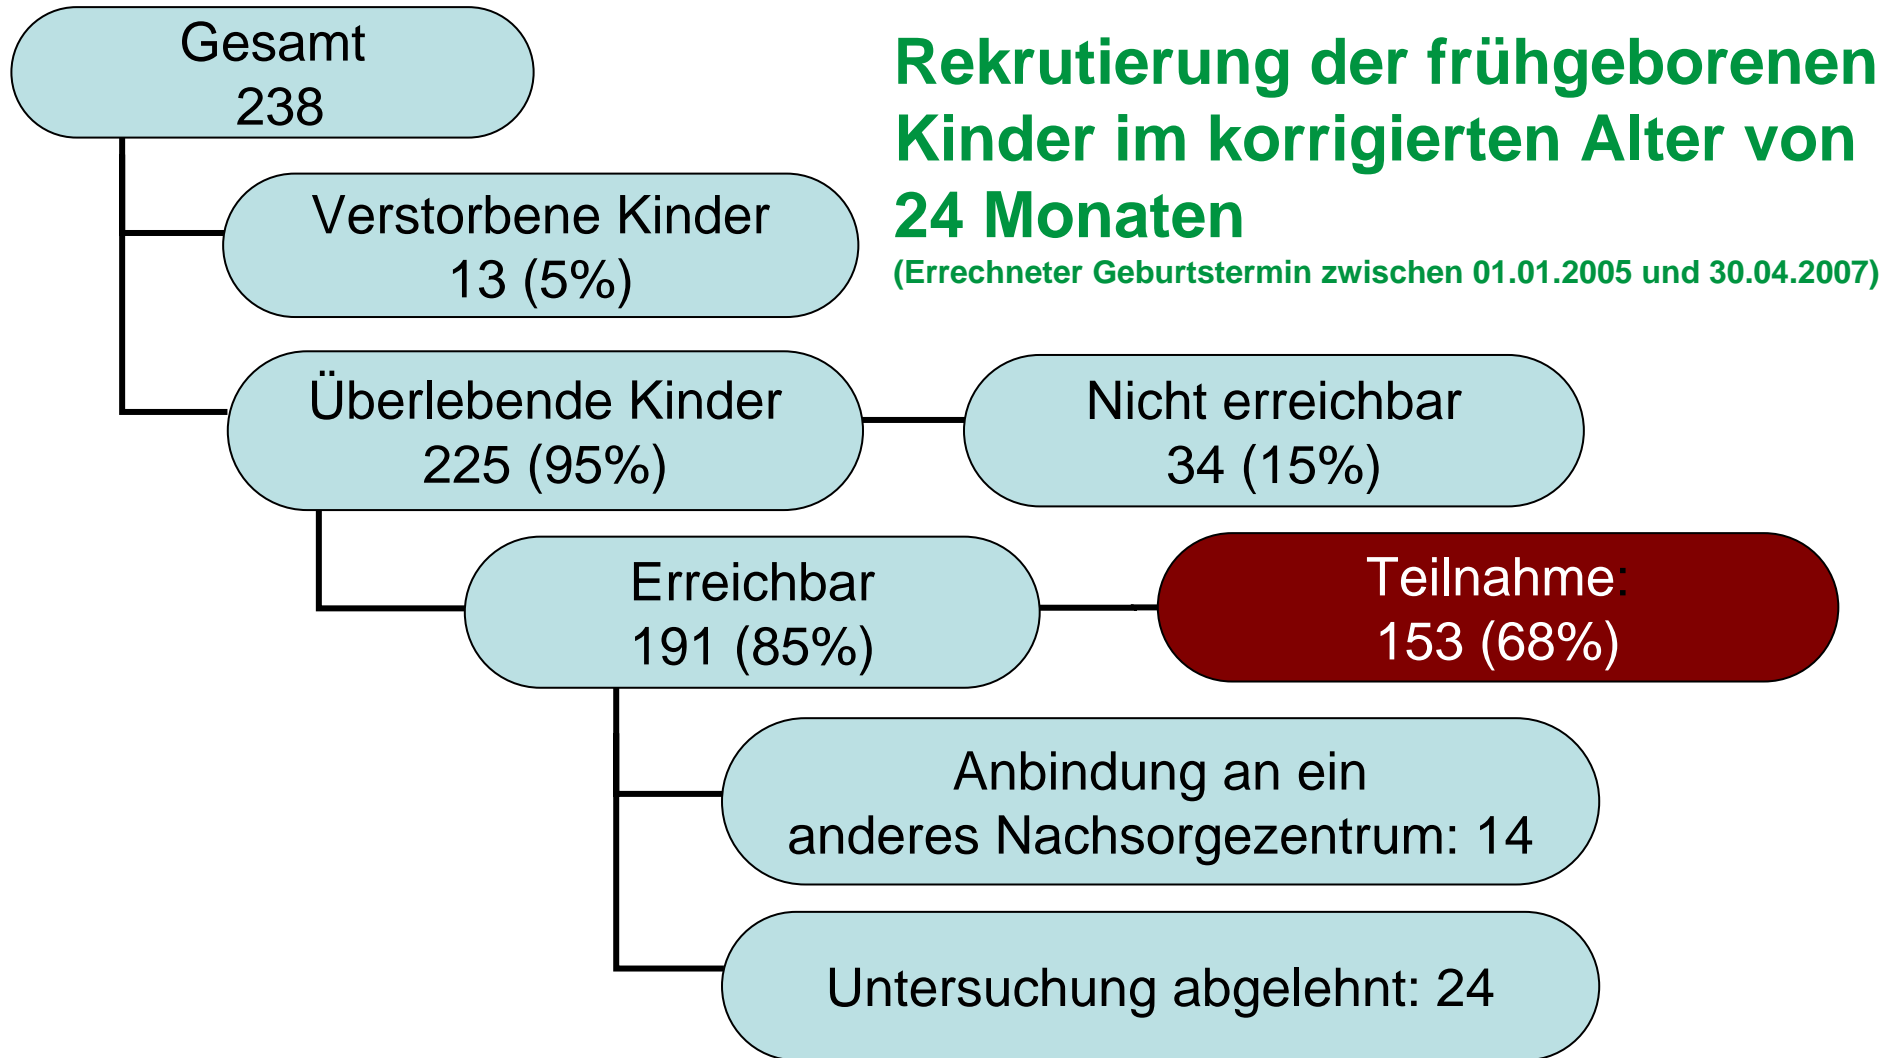 Gesamt
238
Rekrutierung der frühgeborenen
Kinder im korrigierten Alter von
24 Monaten
(Errechneter Geburtstermin zwischen 01.01.2005 und 30.04.2007)
Verstorbene Kinder
13 (5%)
Überlebende Kinder
225 (95%)
Nicht erreichbar
34 (15%)
Erreichbar
191 (85%)
Teilnahme:
153 (68%)
Anbindung an ein
anderes Nachsorgezentrum: 14
Untersuchung abgelehnt: 24